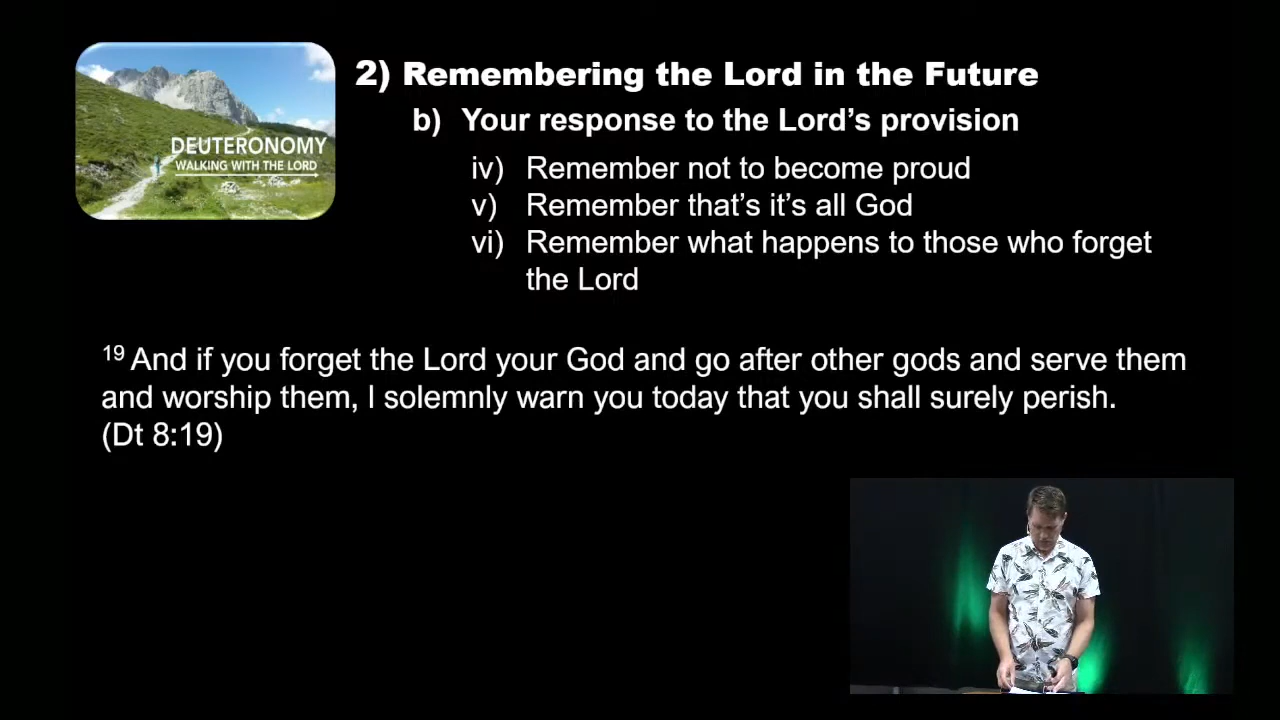 DEUTERONOMY
WALKING WITH THE LORD
2) Remembering the Lord in the Future
b) Your response to the Lord's provision
iv) Remember not to become proud
v) Remember that's it's all God
vi) Remember what happens to those who forget
the Lord
19 And if you forget the Lord your God and go after other gods and serve them
and worship them, I solemnly warn you today that you shall surely perish.
(Dt 8:19)